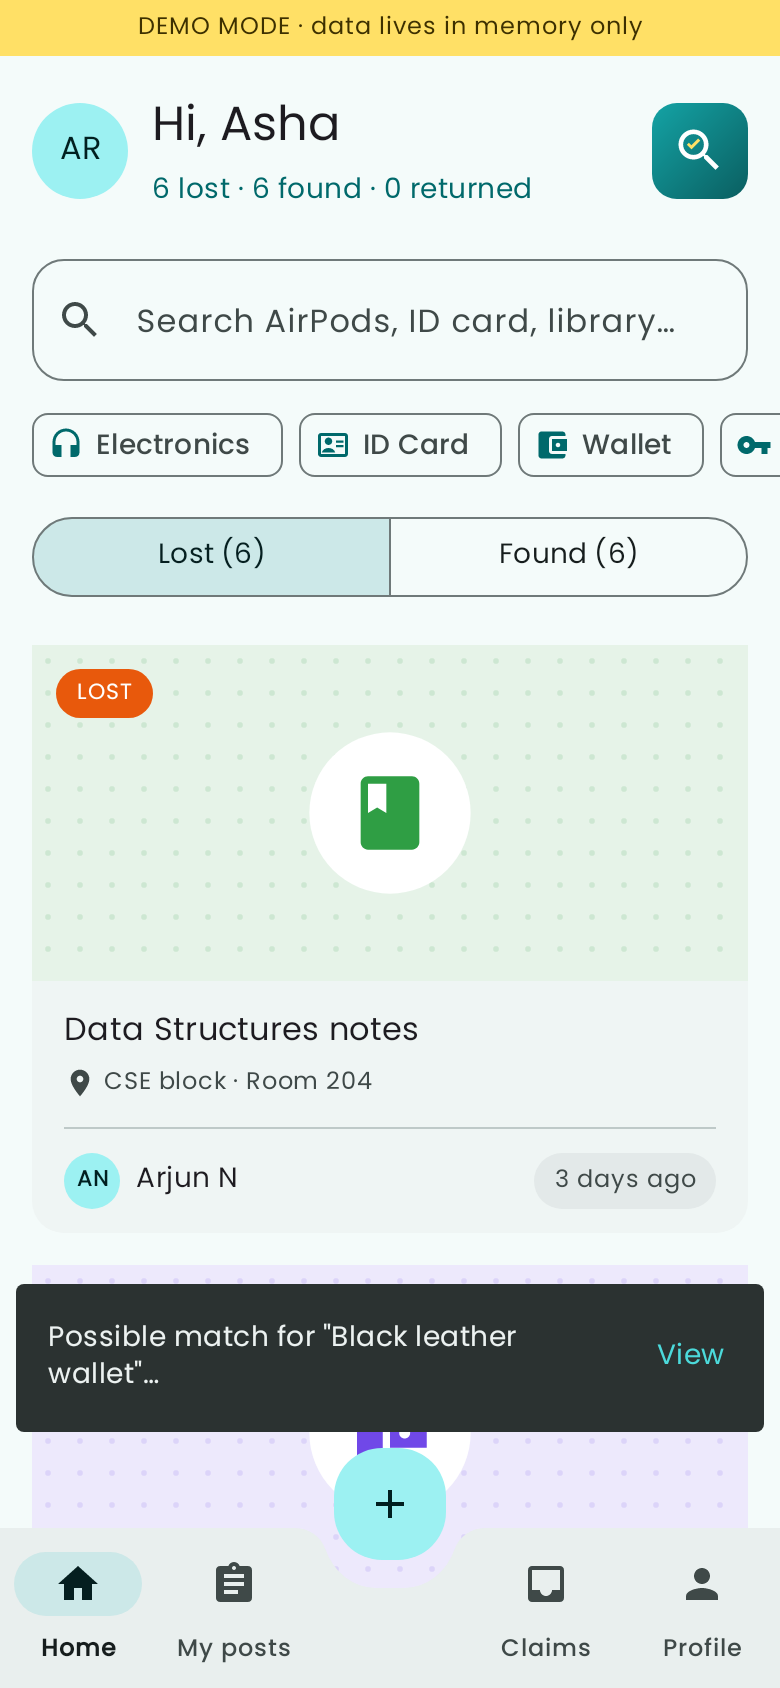 DEMO MODE · data lives in memory only
AR
Hi, Asha
6 lost · 6 found · 0 returned
Search AirPods, ID card, library...
Electronics
ID Card
Wallet
Lost (6)
Found (6)
LOST
Data Structures notes
CSE block · Room 204
AN
Arjun N
3 days ago
Possible match for "Black leather
wallet"...
View
Home
My posts
Claims
Profile